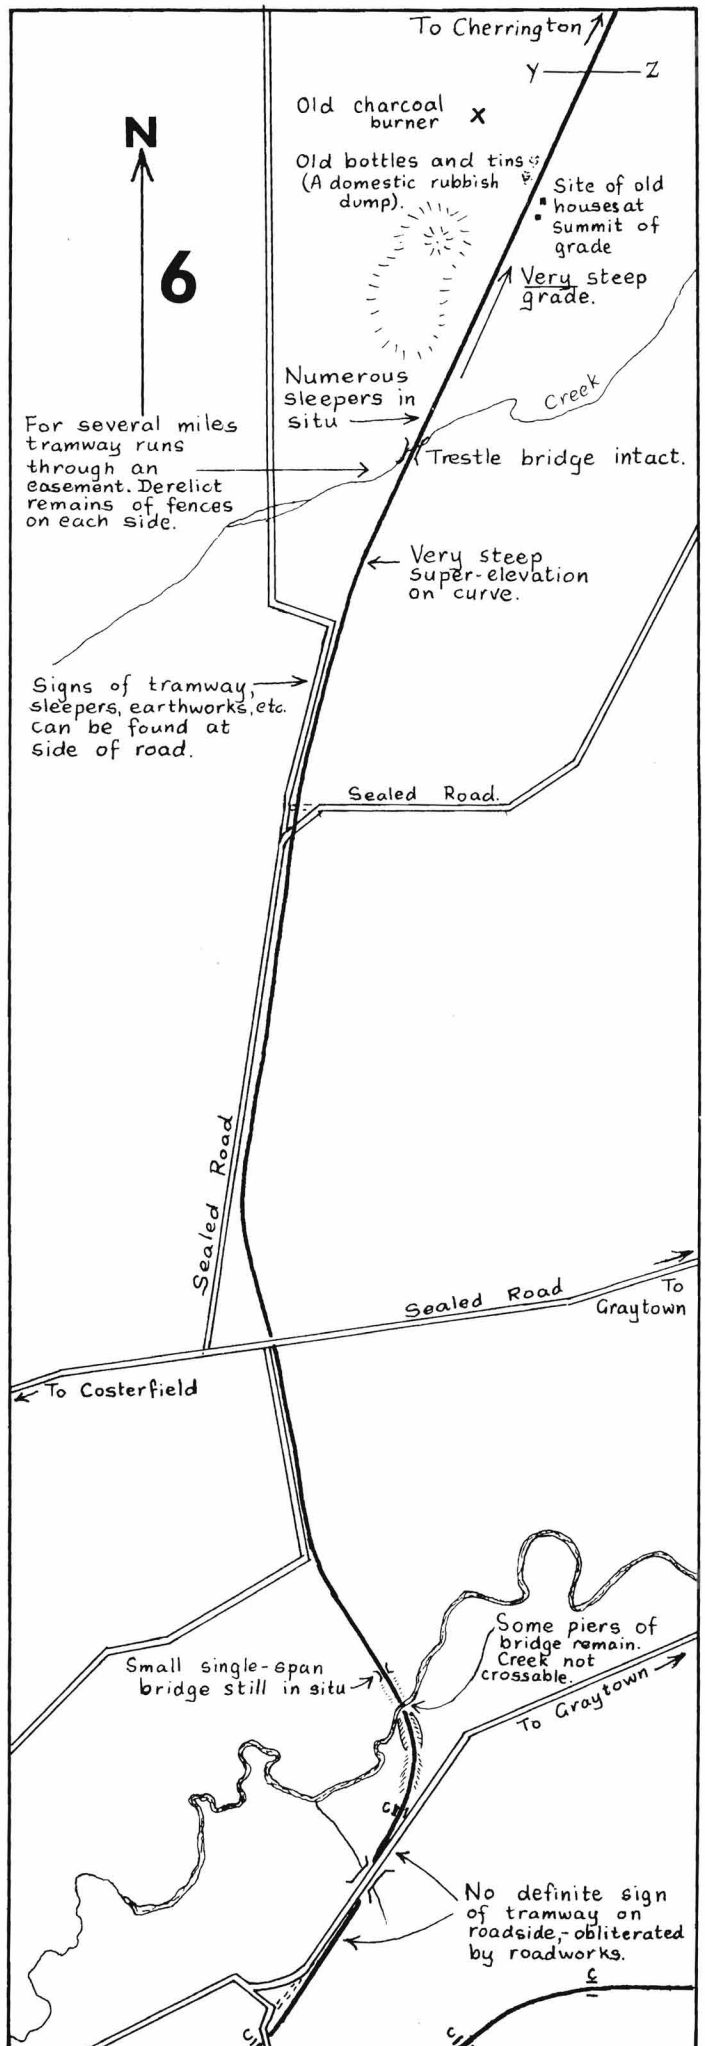 To Cherrington
Y Z
Old charcoal
burner X
Old bottles and tins
(A domestic rubbish
dump).
Site of old
houses at
summit of
grade
N
6
Very steep
grade.
Numerous
sleepers in
situ
Creek
For several miles
tramway runs
through an
easement. Derelict
remains of fences
on each side.
Trestle bridge intact.
Very steep
super-elevation
on curve.
Signs of tramway,
sleepers, earthworks, etc.
can be found at
side of road.
Sealed Road.
Sealed Road
Sealed Road
To
Graytown
To Costerfield
Some piers of
bridge remain.
Creek not
crossable.
Small single-span
bridge still in situ
To Graytown
C
No definite sign
of tramway on
roadside,-obliterated
by roadworks.
C
C
C